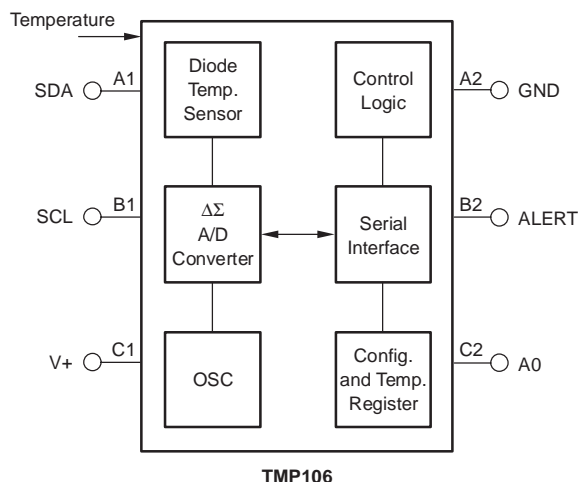 Temperature
SDA
A1
Diode
Temp.
Sensor
Control
Logic
A2
GND
SCL
B1
ΔΣ
A/D
Converter
Serial
Interface
B2
ALERT
V+
C1
OSC
Config.
and Temp.
Register
C2
A0
TMP106